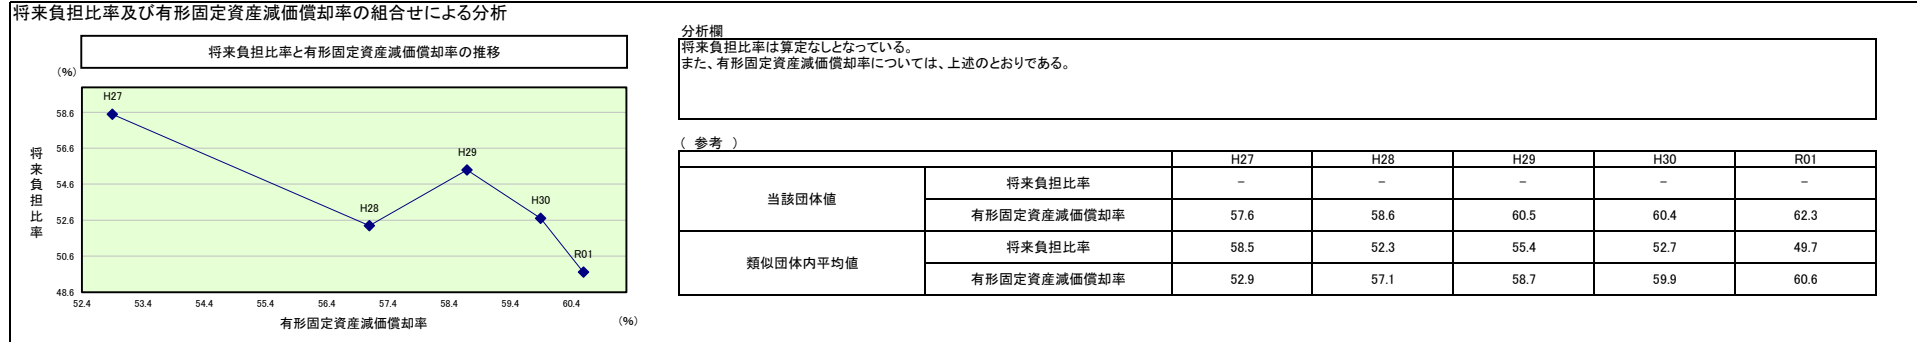 将来負担比率及び有形固定資産減価償却率の組合せによる分析
将来負担比率と有形固定資産減価償却率の推移
(%)
将来負担比率
58.6
56.6
54.6
52.6
50.6
48.6
H27
H28
H29
H30
R01
52.4 53.4 54.4 55.4 56.4 57.4 58.4 59.4 60.4
有形固定資産減価償却率
(%)
分析欄
将来負担比率は算定なしとなっている。
また、有形固定資産減価償却率については、上述のとおりである。
( 参考 )
H27 H28 H29 H30 R01
当該団体値
将来負担比率 － － － － －
有形固定資産減価償却率 57.6 58.6 60.5 60.4 62.3
類似団体内平均値
将来負担比率 58.5 52.3 55.4 52.7 49.7
有形固定資産減価償却率 52.9 57.1 58.7 59.9 60.6